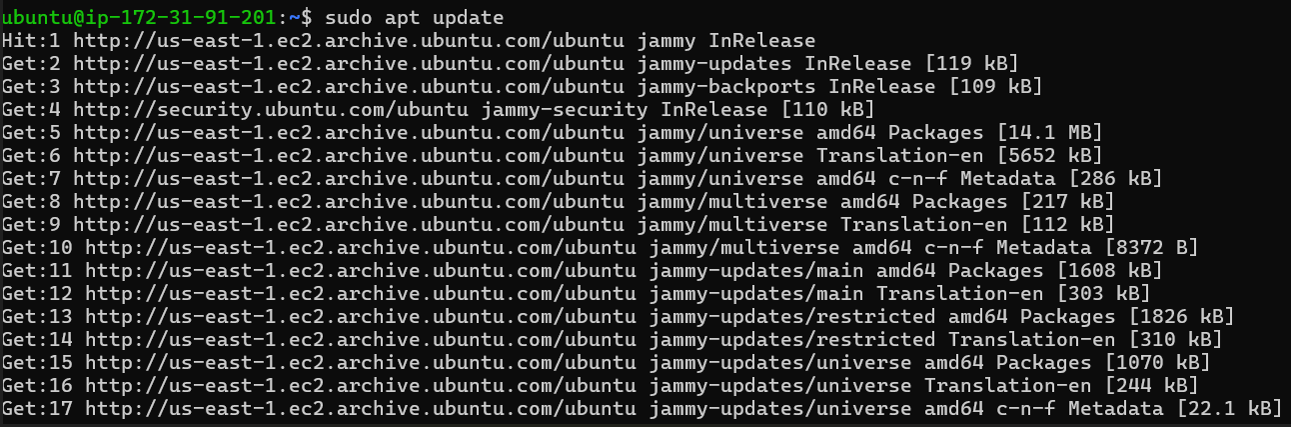 ubuntu@ip-172-31-91-201:~$ sudo apt update
Hit:1 http://us-east-1.ec2.archive.ubuntu.com/ubuntu jammy InRelease
Get:2 http://us-east-1.ec2.archive.ubuntu.com/ubuntu jammy-updates InRelease [119 kB]
Get:3 http://us-east-1.ec2.archive.ubuntu.com/ubuntu jammy-backports InRelease [109 kB]
Get:4 http://security.ubuntu.com/ubuntu jammy-security InRelease [110 kB]
Get:5 http://us-east-1.ec2.archive.ubuntu.com/ubuntu jammy/universe amd64 Packages [14.1 MB]
Get:6 http://us-east-1.ec2.archive.ubuntu.com/ubuntu jammy/universe Translation-en [5652 kB]
Get:7 http://us-east-1.ec2.archive.ubuntu.com/ubuntu jammy/universe amd64 c-n-f Metadata [286 kB]
Get:8 http://us-east-1.ec2.archive.ubuntu.com/ubuntu jammy/multiverse amd64 Packages [217 kB]
Get:9 http://us-east-1.ec2.archive.ubuntu.com/ubuntu jammy/multiverse Translation-en [112 kB]
Get:10 http://us-east-1.ec2.archive.ubuntu.com/ubuntu jammy/multiverse amd64 c-n-f Metadata [8372 B]
Get:11 http://us-east-1.ec2.archive.ubuntu.com/ubuntu jammy-updates/main amd64 Packages [1608 kB]
Get:12 http://us-east-1.ec2.archive.ubuntu.com/ubuntu jammy-updates/main Translation-en [303 kB]
Get:13 http://us-east-1.ec2.archive.ubuntu.com/ubuntu jammy-updates/restricted amd64 Packages [1826 kB]
Get:14 http://us-east-1.ec2.archive.ubuntu.com/ubuntu jammy-updates/restricted Translation-en [310 kB]
Get:15 http://us-east-1.ec2.archive.ubuntu.com/ubuntu jammy-updates/universe amd64 Packages [1070 kB]
Get:16 http://us-east-1.ec2.archive.ubuntu.com/ubuntu jammy-updates/universe Translation-en [244 kB]
Get:17 http://us-east-1.ec2.archive.ubuntu.com/ubuntu jammy-updates/universe amd64 c-n-f Metadata [22.1 kB]